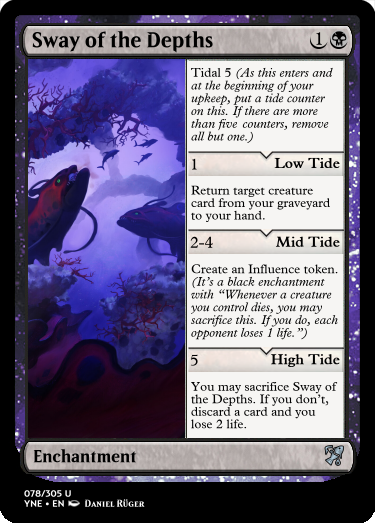 Sway of the Depths 1
Tidal 5 (As this enters and
at the beginning of your
upkeep, put a tide counter
on this. If there are more
than five counters, remove
all but one.)
1 Low Tide
Return target creature
card from your graveyard
to your hand.
2-4 Mid Tide
Create an Influence token.
(It's a black enchantment
with “Whenever a creature
you control dies, you may
sacrifice this. If you do, each
opponent loses 1 life.”)
5 High Tide
You may sacrifice Sway of
the Depths. If you don't,
discard a card and you
lose 2 life.
Enchantment
078/305 U
YNE • EN Daniel Rüger